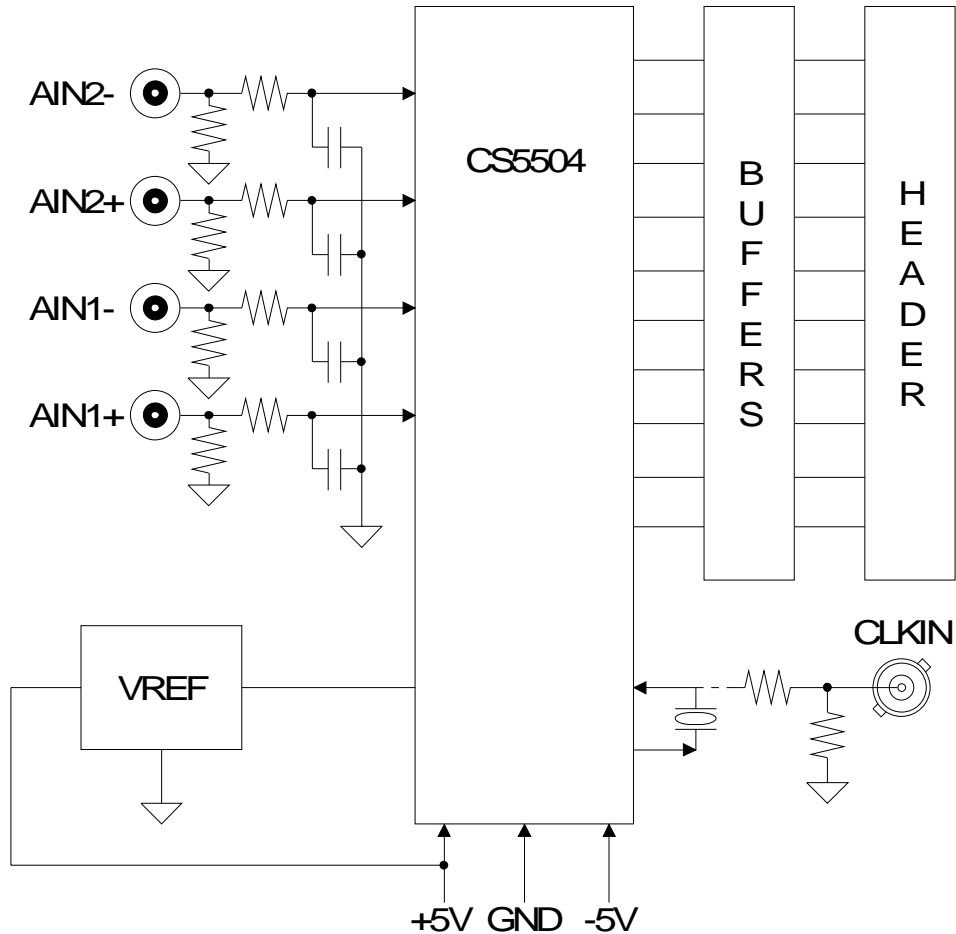 AIN2-
AIN2+
AIN1-
AIN1+
CS5504
BUFFERS
HEADER
CLKIN
VREF
+5V GND -5V